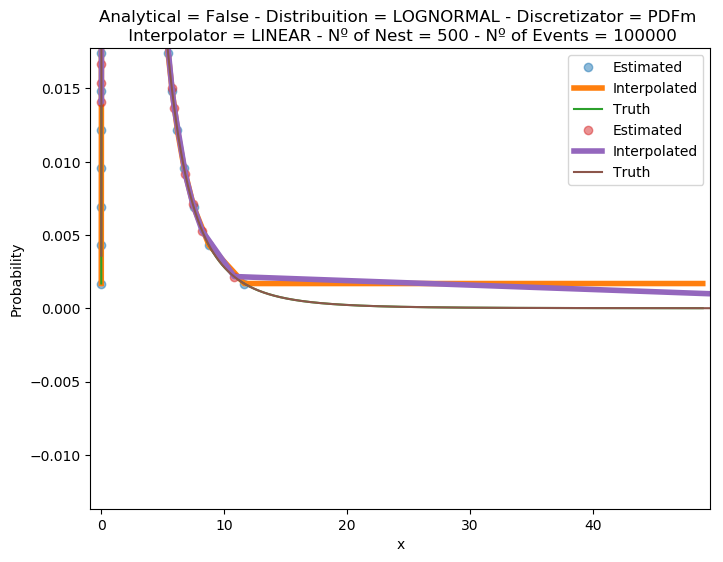 Analytical = False - Distribuition = LOGNORMAL - Discretizator = PDFm
Interpolator = LINEAR - Nº of Nest = 500 - Nº of Events = 100000
Estimated
Interpolated
Truth
Estimated
Interpolated
Truth
Probability
0.015
0.010
0.005
0.000
−0.005
−0.010
0
10
20
30
40
x